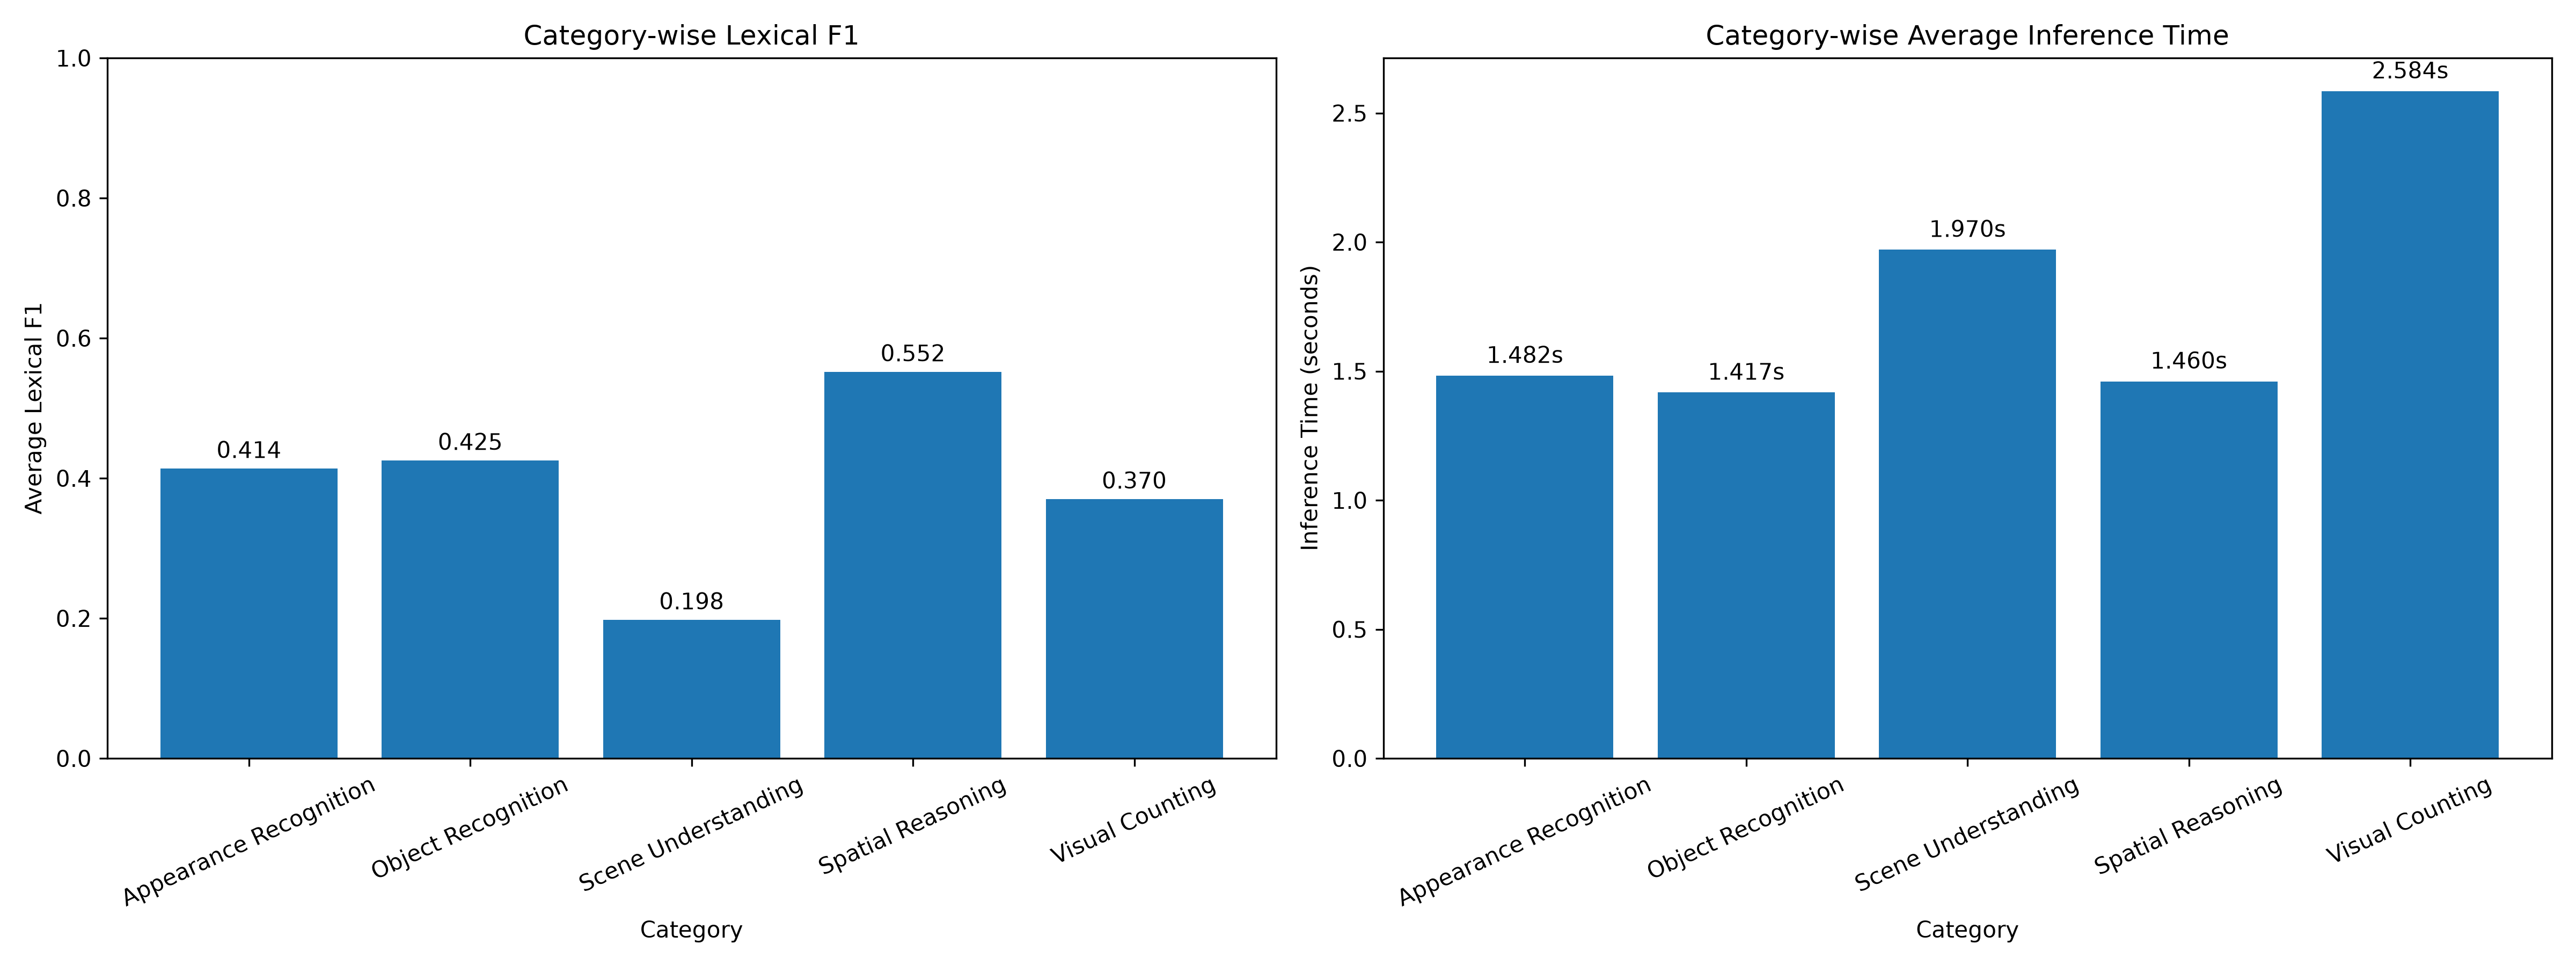 Category-wise Lexical F1
Average Lexical F1
1.0
0.8
0.6
0.4
0.2
0.0
0.414
0.425
0.198
0.552
0.370
Appearance Recognition
Object Recognition
Scene Understanding
Spatial Reasoning
Visual Counting
Category
Category-wise Average Inference Time
Inference Time (seconds)
2.5
2.0
1.5
1.0
0.5
0.0
1.482s
1.417s
1.970s
1.460s
2.584s
Appearance Recognition
Object Recognition
Scene Understanding
Spatial Reasoning
Visual Counting
Category